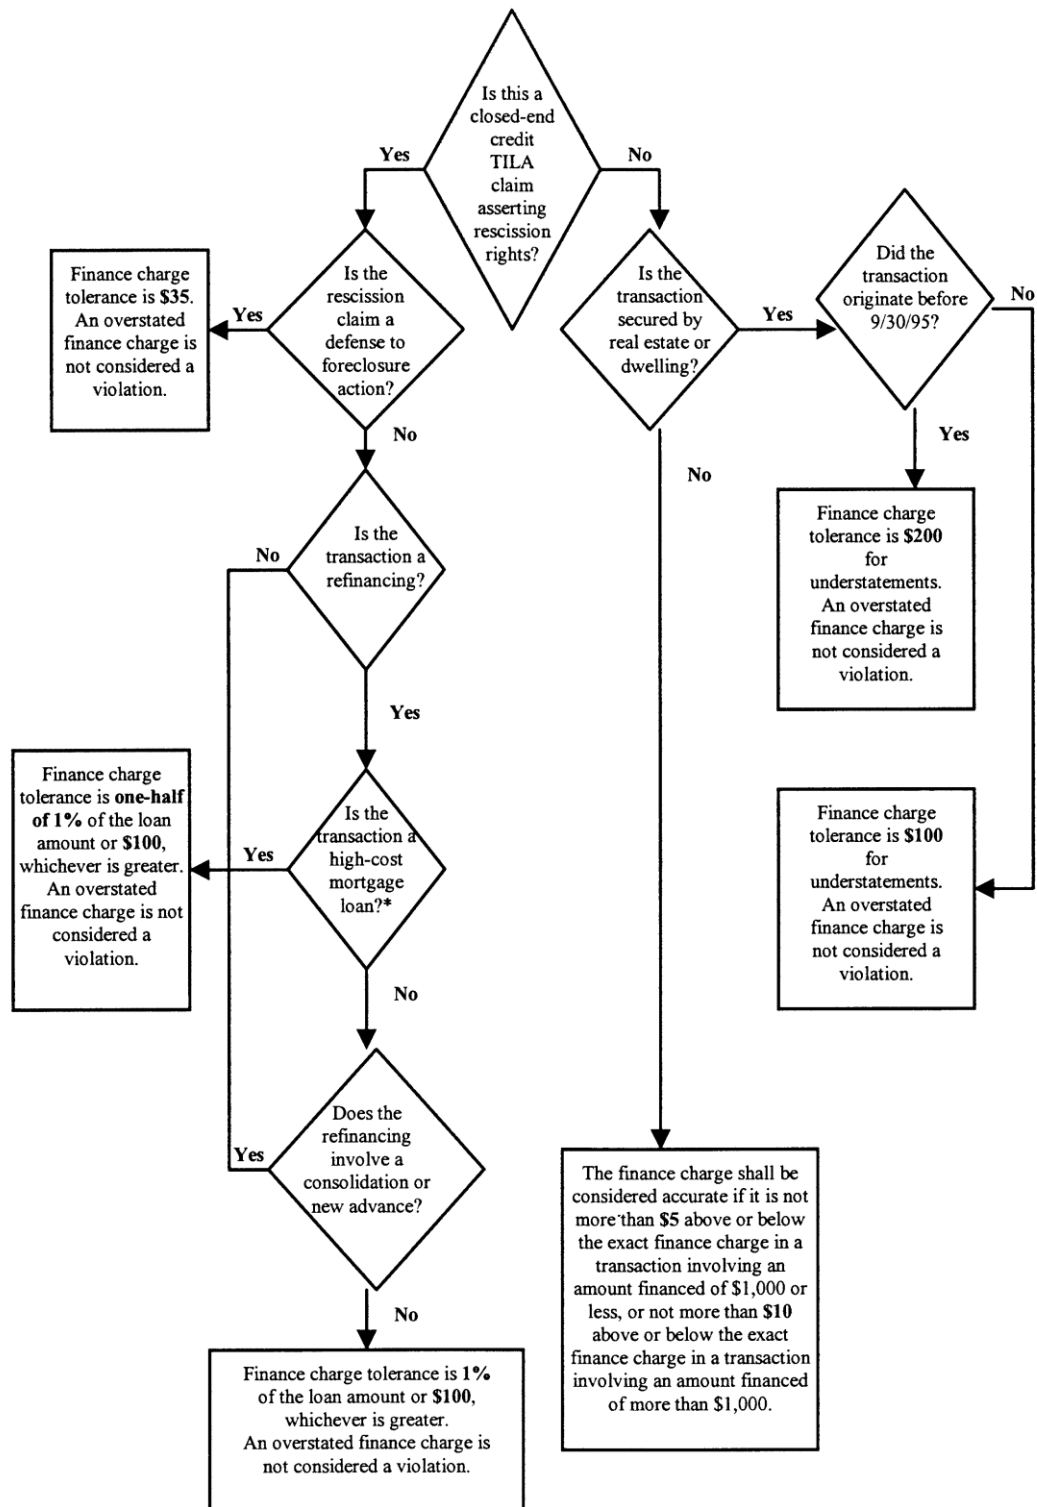 Is this a
closed-end
credit
TILA
claim
asserting
rescission
rights?
Yes
No
Is the
rescission
claim a
defense to
foreclosure
action?
Yes
Finance charge
tolerance is $35.
An overstated
finance charge is
not considered a
violation.
No
Is the
transaction a
refinancing?
No
Yes
Is the
transaction a
high-cost
mortgage
loan?*
Yes
Finance charge
tolerance is one-half
of 1% of the loan
amount or $100,
whichever is greater.
An overstated
finance charge is not
considered a
violation.
No
Does the
refinancing
involve a
consolidation or
new advance?
Yes
No
Finance charge tolerance is 1%
of the loan amount or $100,
whichever is greater.
An overstated finance charge is
not considered a violation.
Is the
transaction
secured by
real estate or
dwelling?
Yes
No
Did the
transaction
originate before
9/30/95?
No
Yes
Finance charge
tolerance is $200
for
understatements.
An overstated
finance charge is
not considered a
violation.
Finance charge
tolerance is $100
for
understatements.
An overstated
finance charge is
not considered a
violation.
The finance charge shall be
considered accurate if it is not
more than $5 above or below
the exact finance charge in a
transaction involving an
amount financed of $1,000 or
less, or not more than $10
above or below the exact
finance charge in a transaction
involving an amount financed
of more than $1,000.